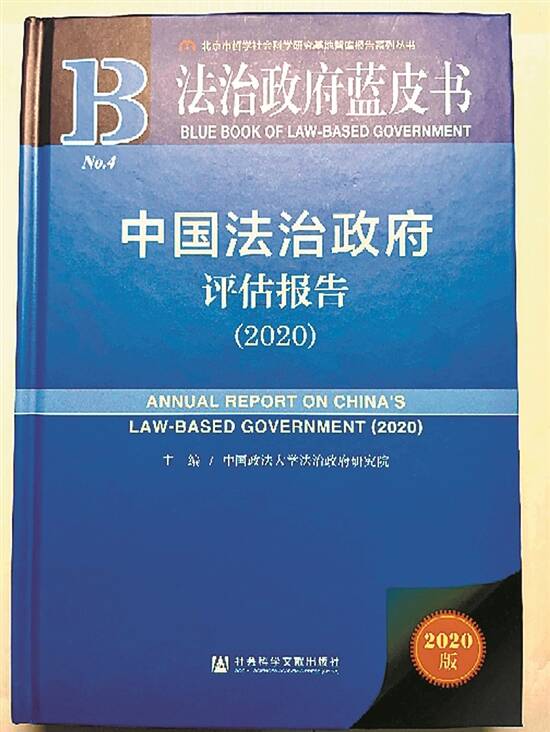 北京市哲学社会科学研究基地智库报告系列丛书
B
法治政府蓝皮书
BLUE BOOK OF LAW-BASED GOVERNMENT
No.4
中国法治政府
评估报告
(2020)
ANNUAL REPORT ON CHINA'S
LAW-BASED GOVERNMENT (2020)
主 编 / 中国政法大学法治政府研究院
2020
版
社会科学文献出版社